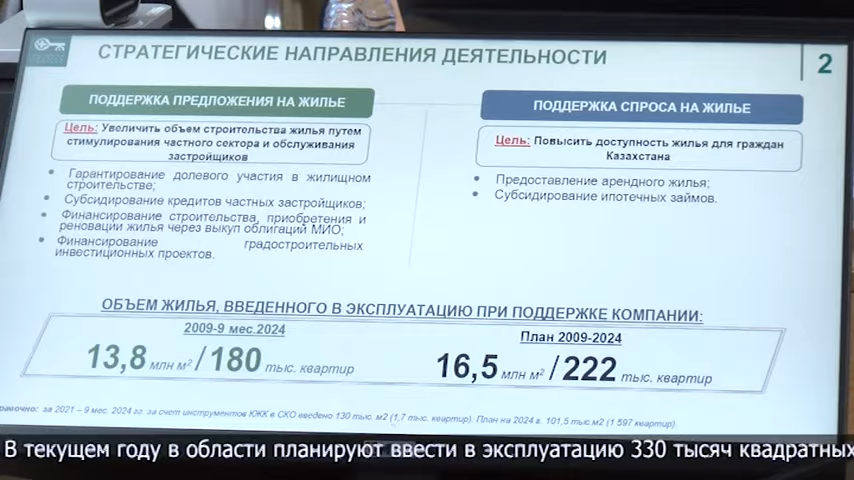 СТРАТЕГИЧЕСКИЕ НАПРАВЛЕНИЯ ДЕЯТЕЛЬНОСТИ
2
ПОДДЕРЖКА ПРЕДЛОЖЕНИЯ НА ЖИЛЬЕ
Цель: Увеличить объем строительства жилья путем
стимулирования частного сектора и обслуживания
застройщиков
• Гарантирование долевого участия в жилищном
строительстве;
• Субсидирование кредитов частных застройщиков;
• Финансирование строительства, приобретения и
реновации жилья через выкуп облигаций МИО;
• Финансирование градостроительных
инвестиционных проектов.
ПОДДЕРЖКА СПРОСА НА ЖИЛЬЕ
Цель: Повысить доступность жилья для граждан
Казахстана
• Предоставление арендного жилья;
• Субсидирование ипотечных займов.
ОБЪЕМ ЖИЛЬЯ, ВВЕДЕННОГО В ЭКСПЛУАТАЦИЮ ПРИ ПОДДЕРЖКЕ КОМПАНИИ:
2009-9 мес.2024
13,8 млн м² / 180 тыс. квартир
План 2009-2024
16,5 млн м² / 222 тыс. квартир
за 2021 – 9 мес. 2024 гг. за счет инструментов КЖК в СКО введено 130 тыс. м2 (1,7 тыс. квартир). План на 2024 г. 101,5 тыс.м2 (1 597 квартир).
В текущем году в области планируют ввести в эксплуатацию 330 тысяч квадратных